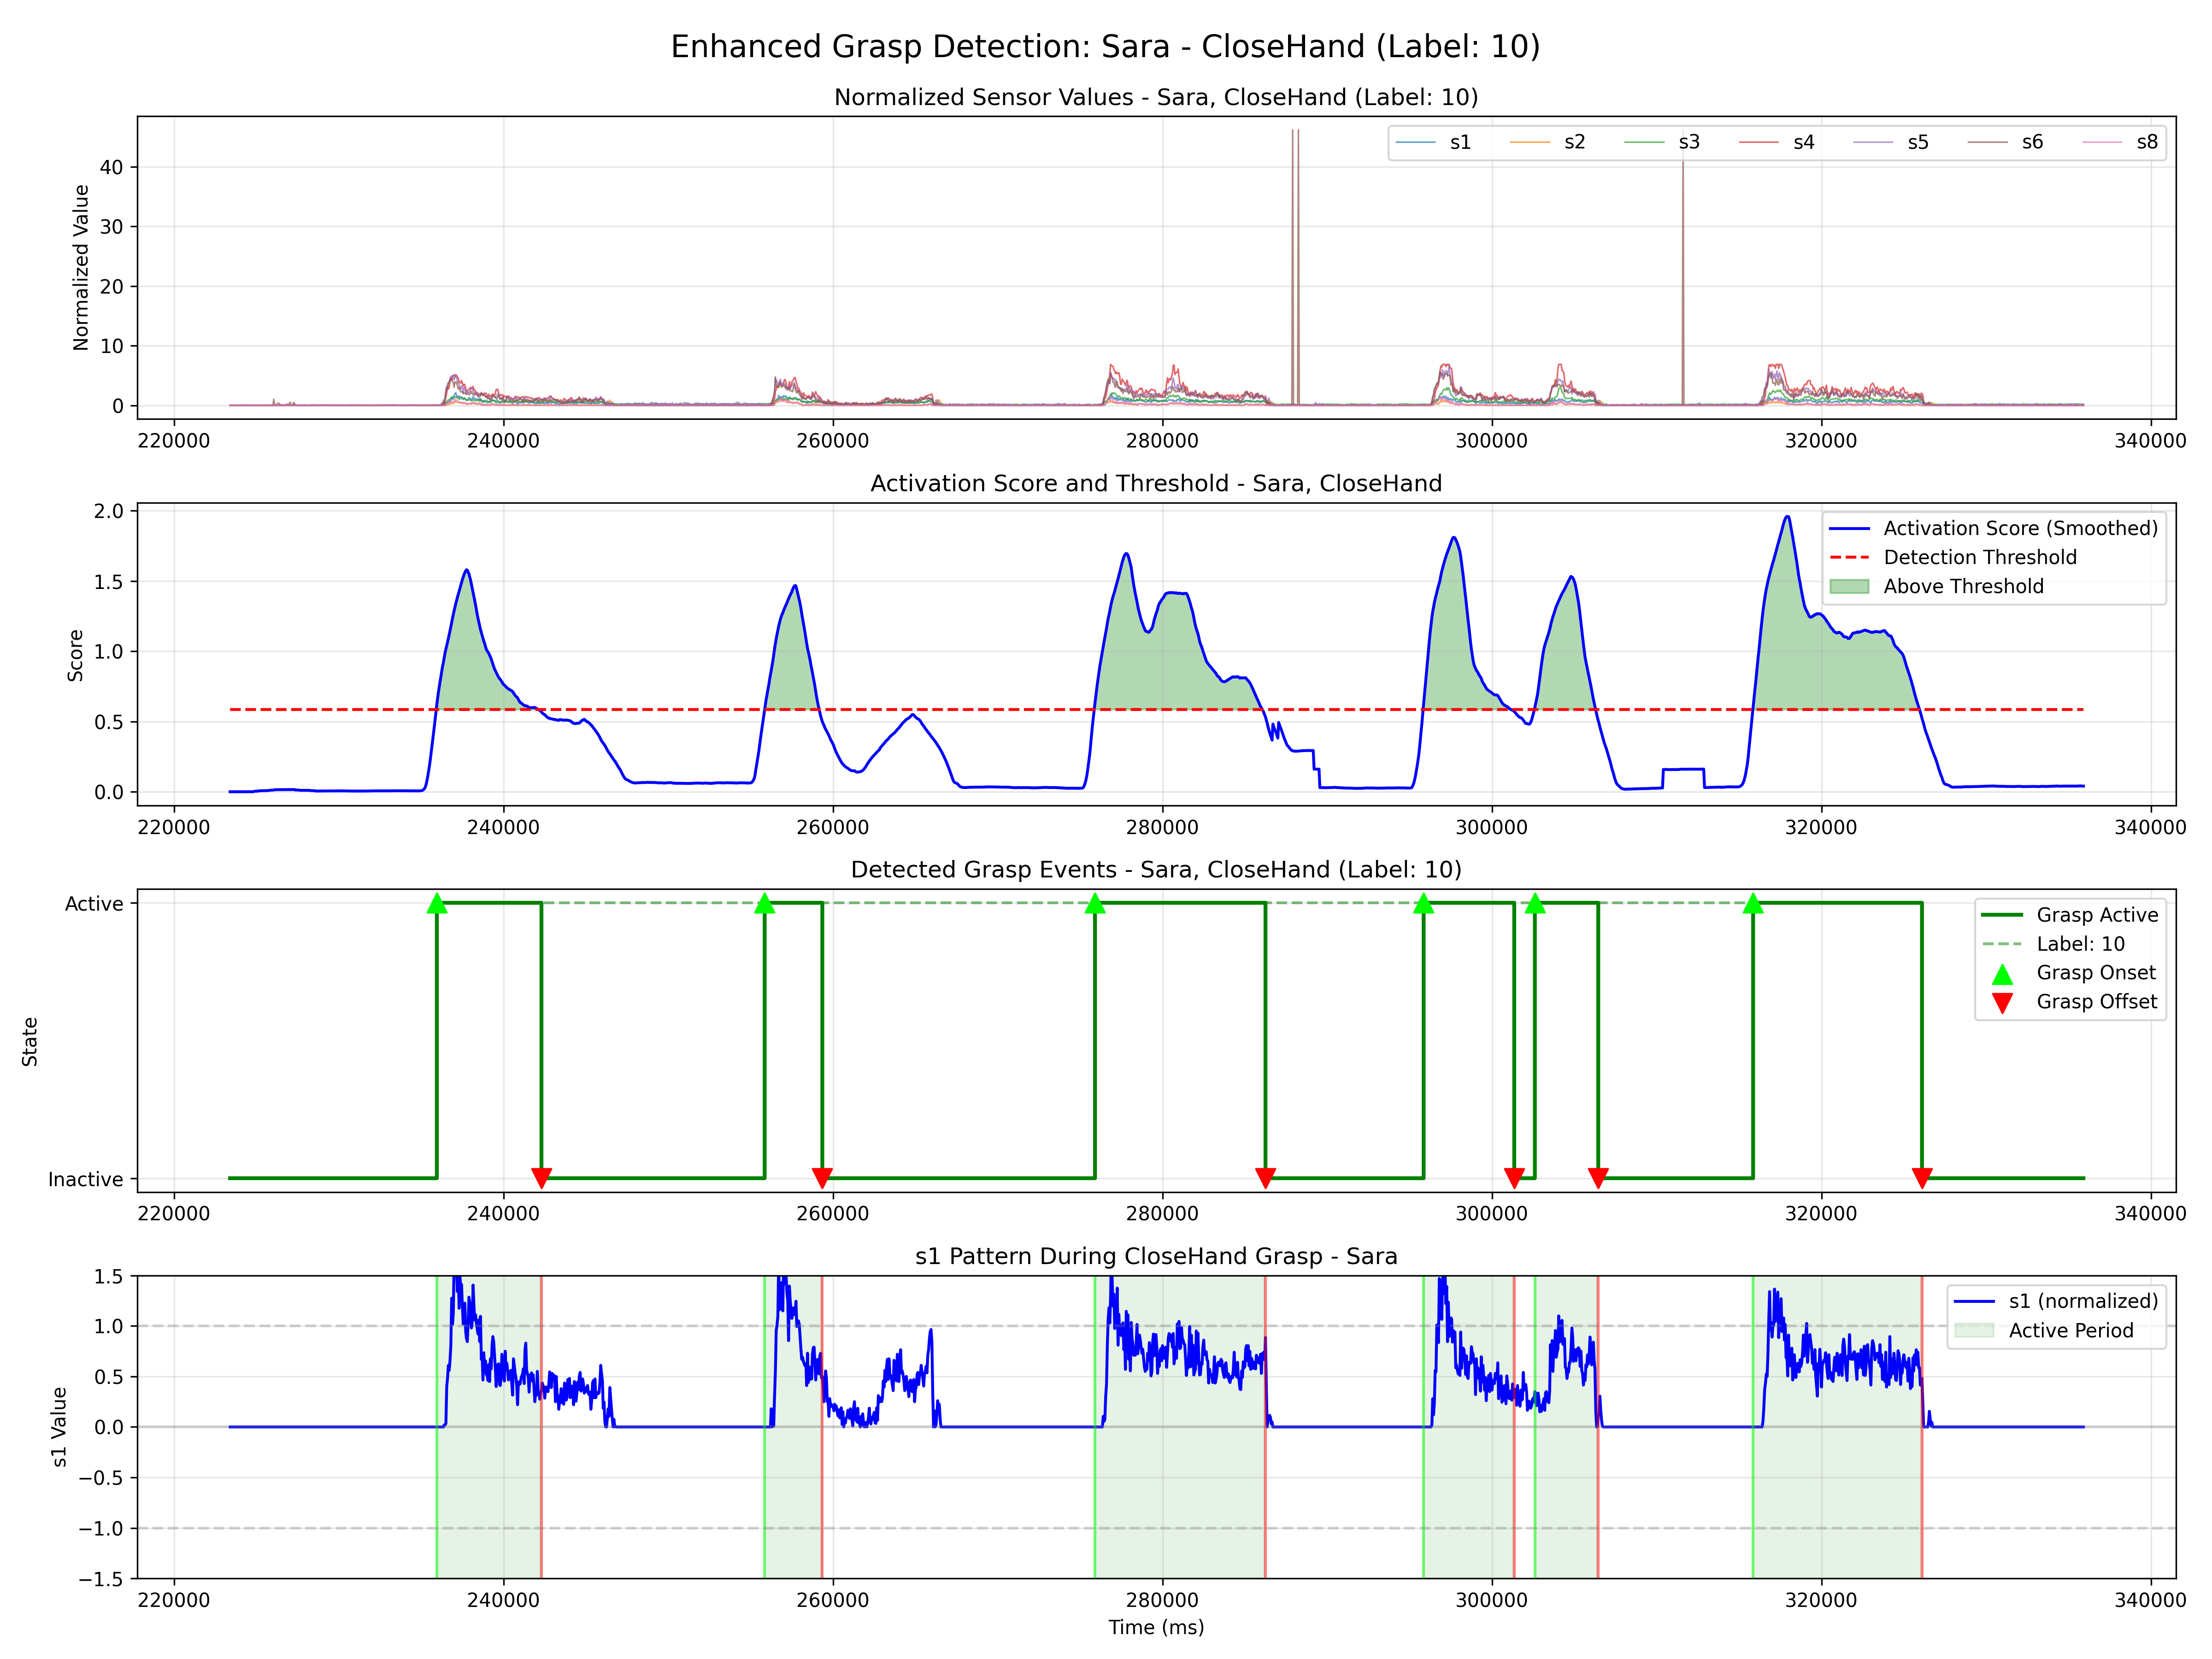 Enhanced Grasp Detection: Sara - CloseHand (Label: 10)
Normalized Sensor Values - Sara, CloseHand (Label: 10)
Normalized Value
40
30
20
10
0
s1 s2 s3 s4 s5 s6 s8
220000 240000 260000 280000 300000 320000 340000
Activation Score and Threshold - Sara, CloseHand
Score
2.0
1.5
1.0
0.5
0.0
Activation Score (Smoothed)
Detection Threshold
Above Threshold
220000 240000 260000 280000 300000 320000 340000
Detected Grasp Events - Sara, CloseHand (Label: 10)
State
Active
Inactive
Grasp Active
Label: 10
Grasp Onset
Grasp Offset
220000 240000 260000 280000 300000 320000 340000
s1 Pattern During CloseHand Grasp - Sara
s1 Value
1.5
1.0
0.5
0.0
−0.5
−1.0
−1.5
s1 (normalized)
Active Period
220000 240000 260000 280000 300000 320000 340000
Time (ms)